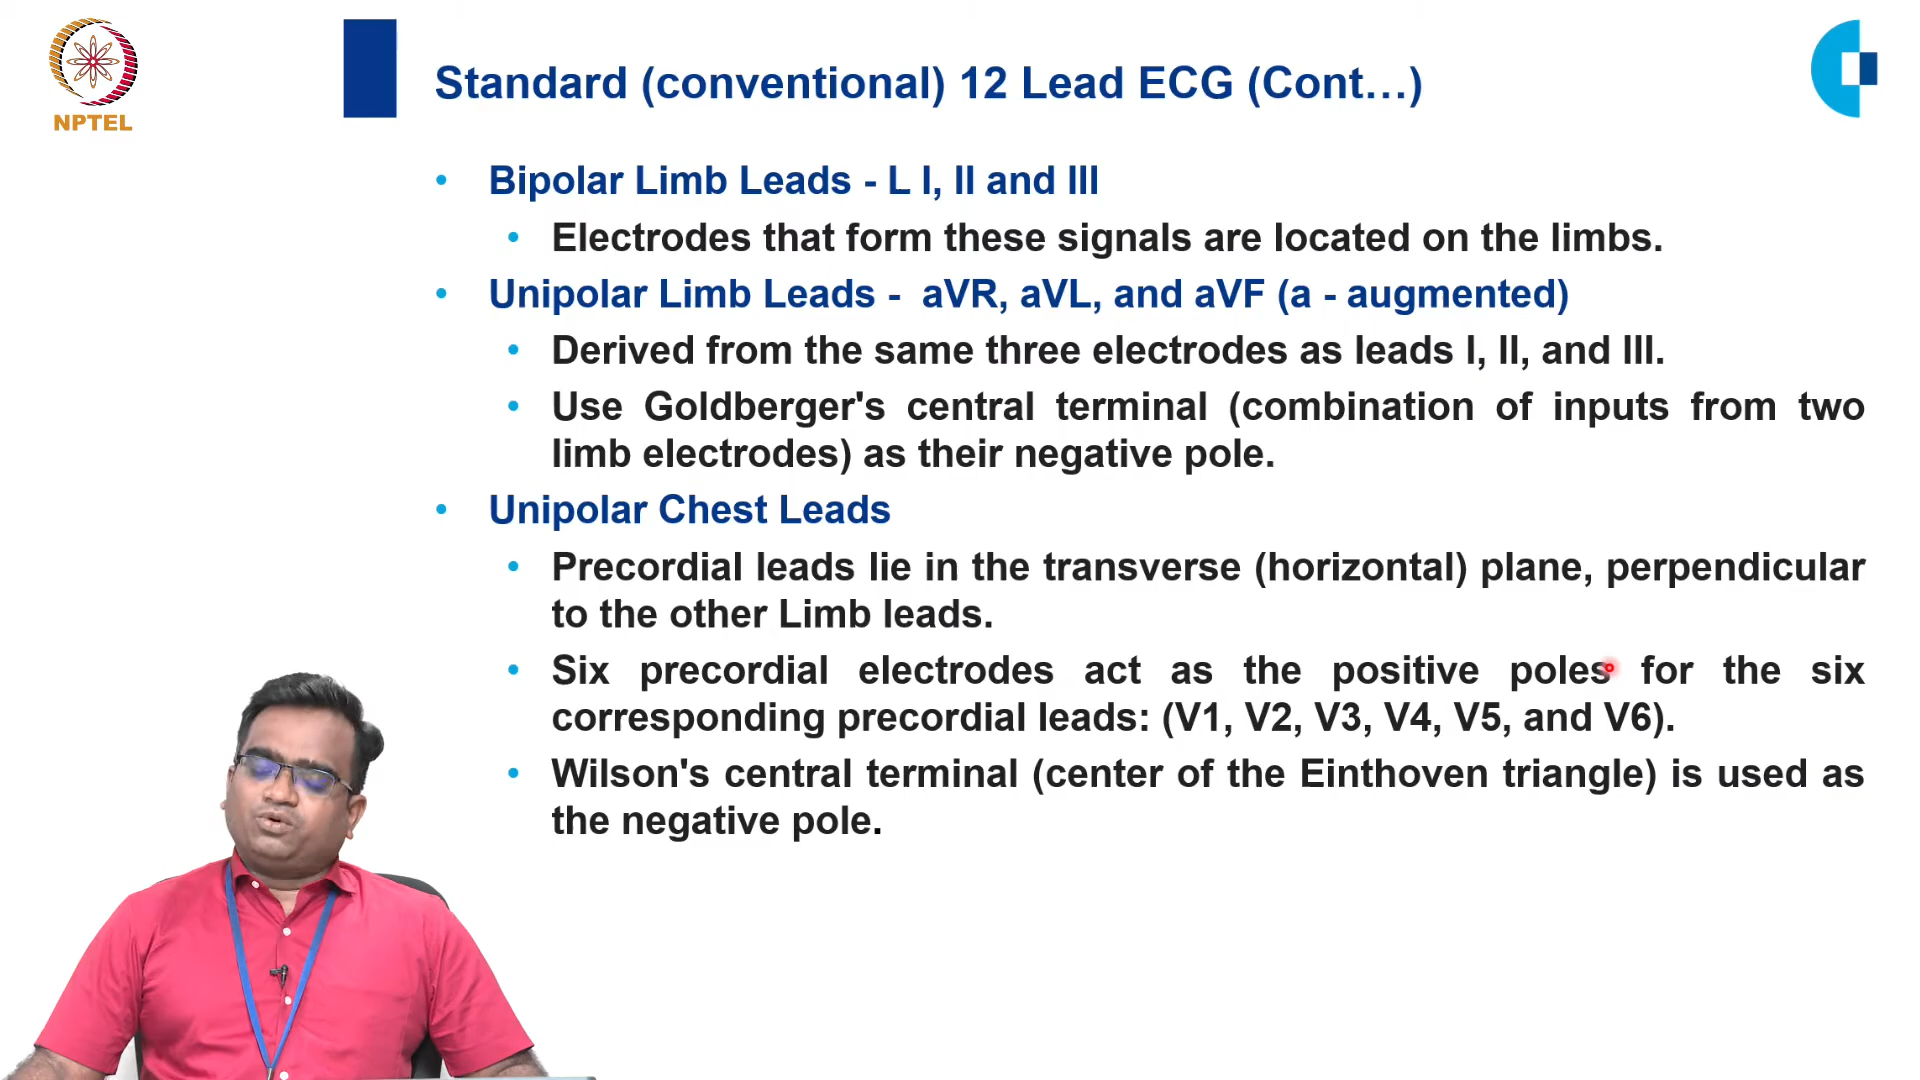 NPTEL
Standard (conventional) 12 Lead ECG (Cont...)
• Bipolar Limb Leads - L I, II and III
• Electrodes that form these signals are located on the limbs.
• Unipolar Limb Leads - aVR, aVL, and aVF (a - augmented)
• Derived from the same three electrodes as leads I, II, and III.
• Use Goldberger's central terminal (combination of inputs from two
limb electrodes) as their negative pole.
• Unipolar Chest Leads
• Precordial leads lie in the transverse (horizontal) plane, perpendicular
to the other Limb leads.
• Six precordial electrodes act as the positive poles for the six
corresponding precordial leads: (V1, V2, V3, V4, V5, and V6).
• Wilson's central terminal (center of the Einthoven triangle) is used as
the negative pole.